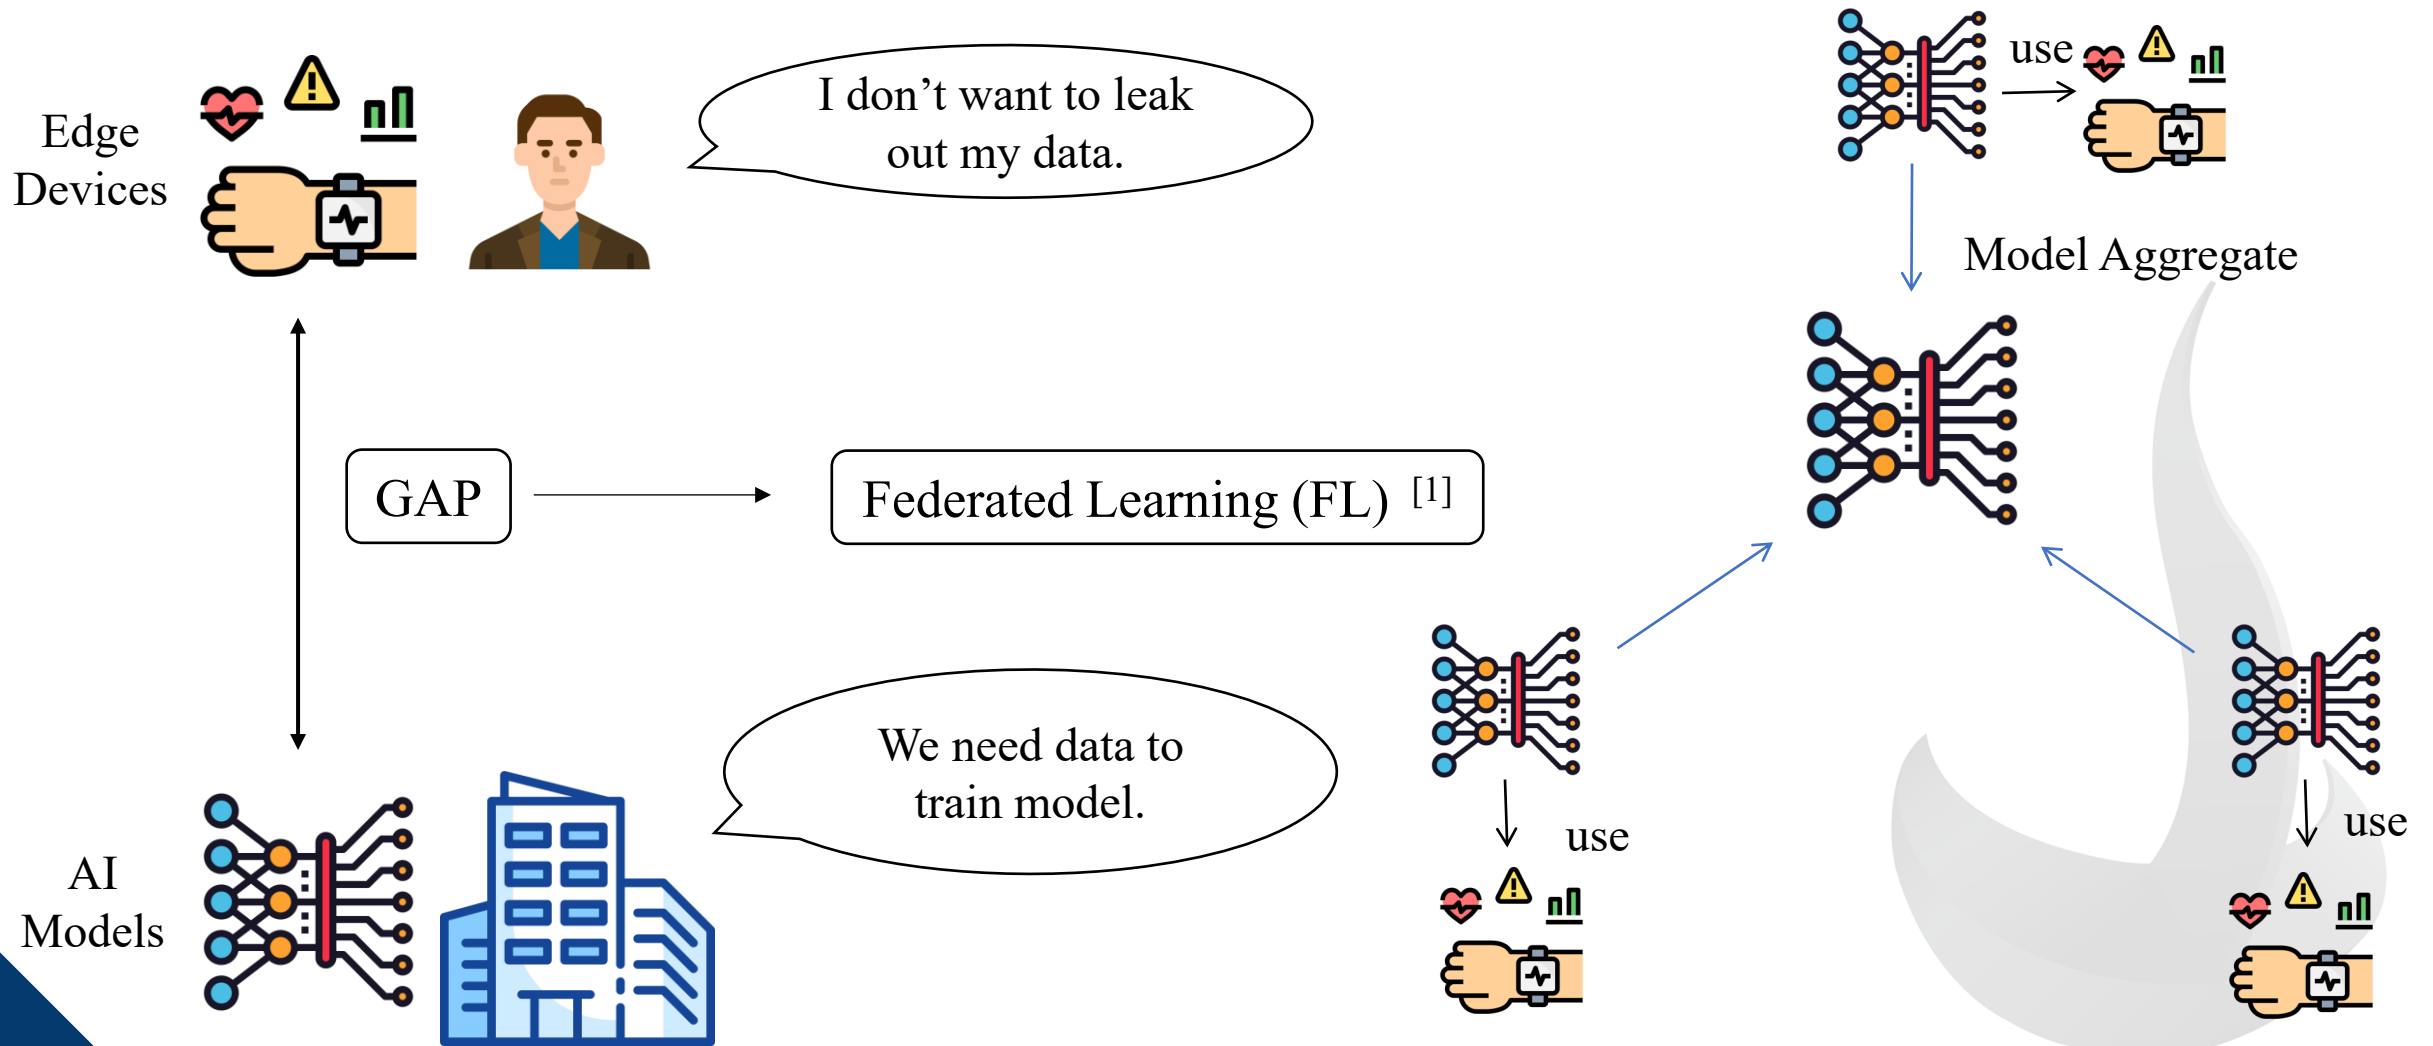 Edge
Devices
I don’t want to leak
out my data.
use
Model Aggregate
GAP
Federated Learning (FL) [1]
We need data to
train model.
AI
Models
use
use